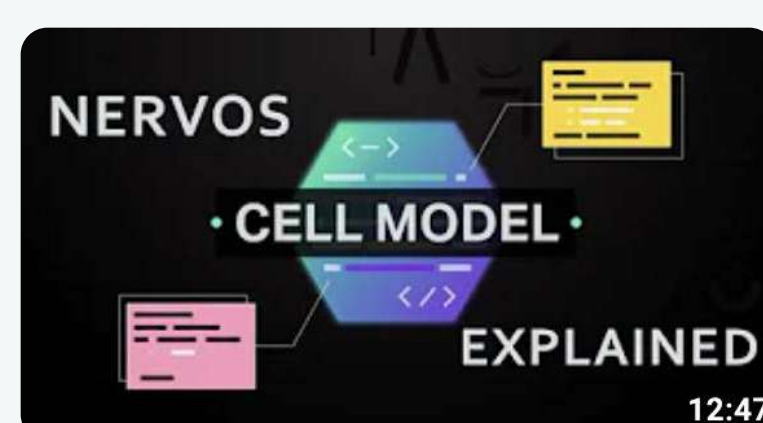 NERVOS
<->
CELL MODEL
</>
EXPLAINED
12:47